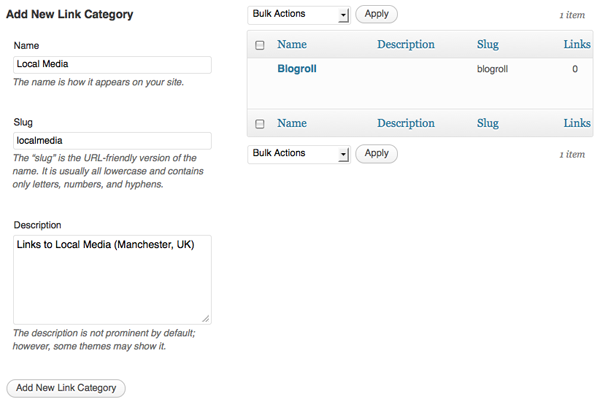 Add New Link Category
Name
Local Media
The name is how it appears on your site.
Slug
localmedia
The “slug” is the URL-friendly version of the
name. It is usually all lowercase and contains
only letters, numbers, and hyphens.
Description
Links to Local Media (Manchester, UK)
The description is not prominent by default;
however, some themes may show it.
Add New Link Category
Bulk Actions Apply 1 item
Name Description Slug Links
Blogroll blogroll 0
Name Description Slug Links
Bulk Actions Apply 1 item